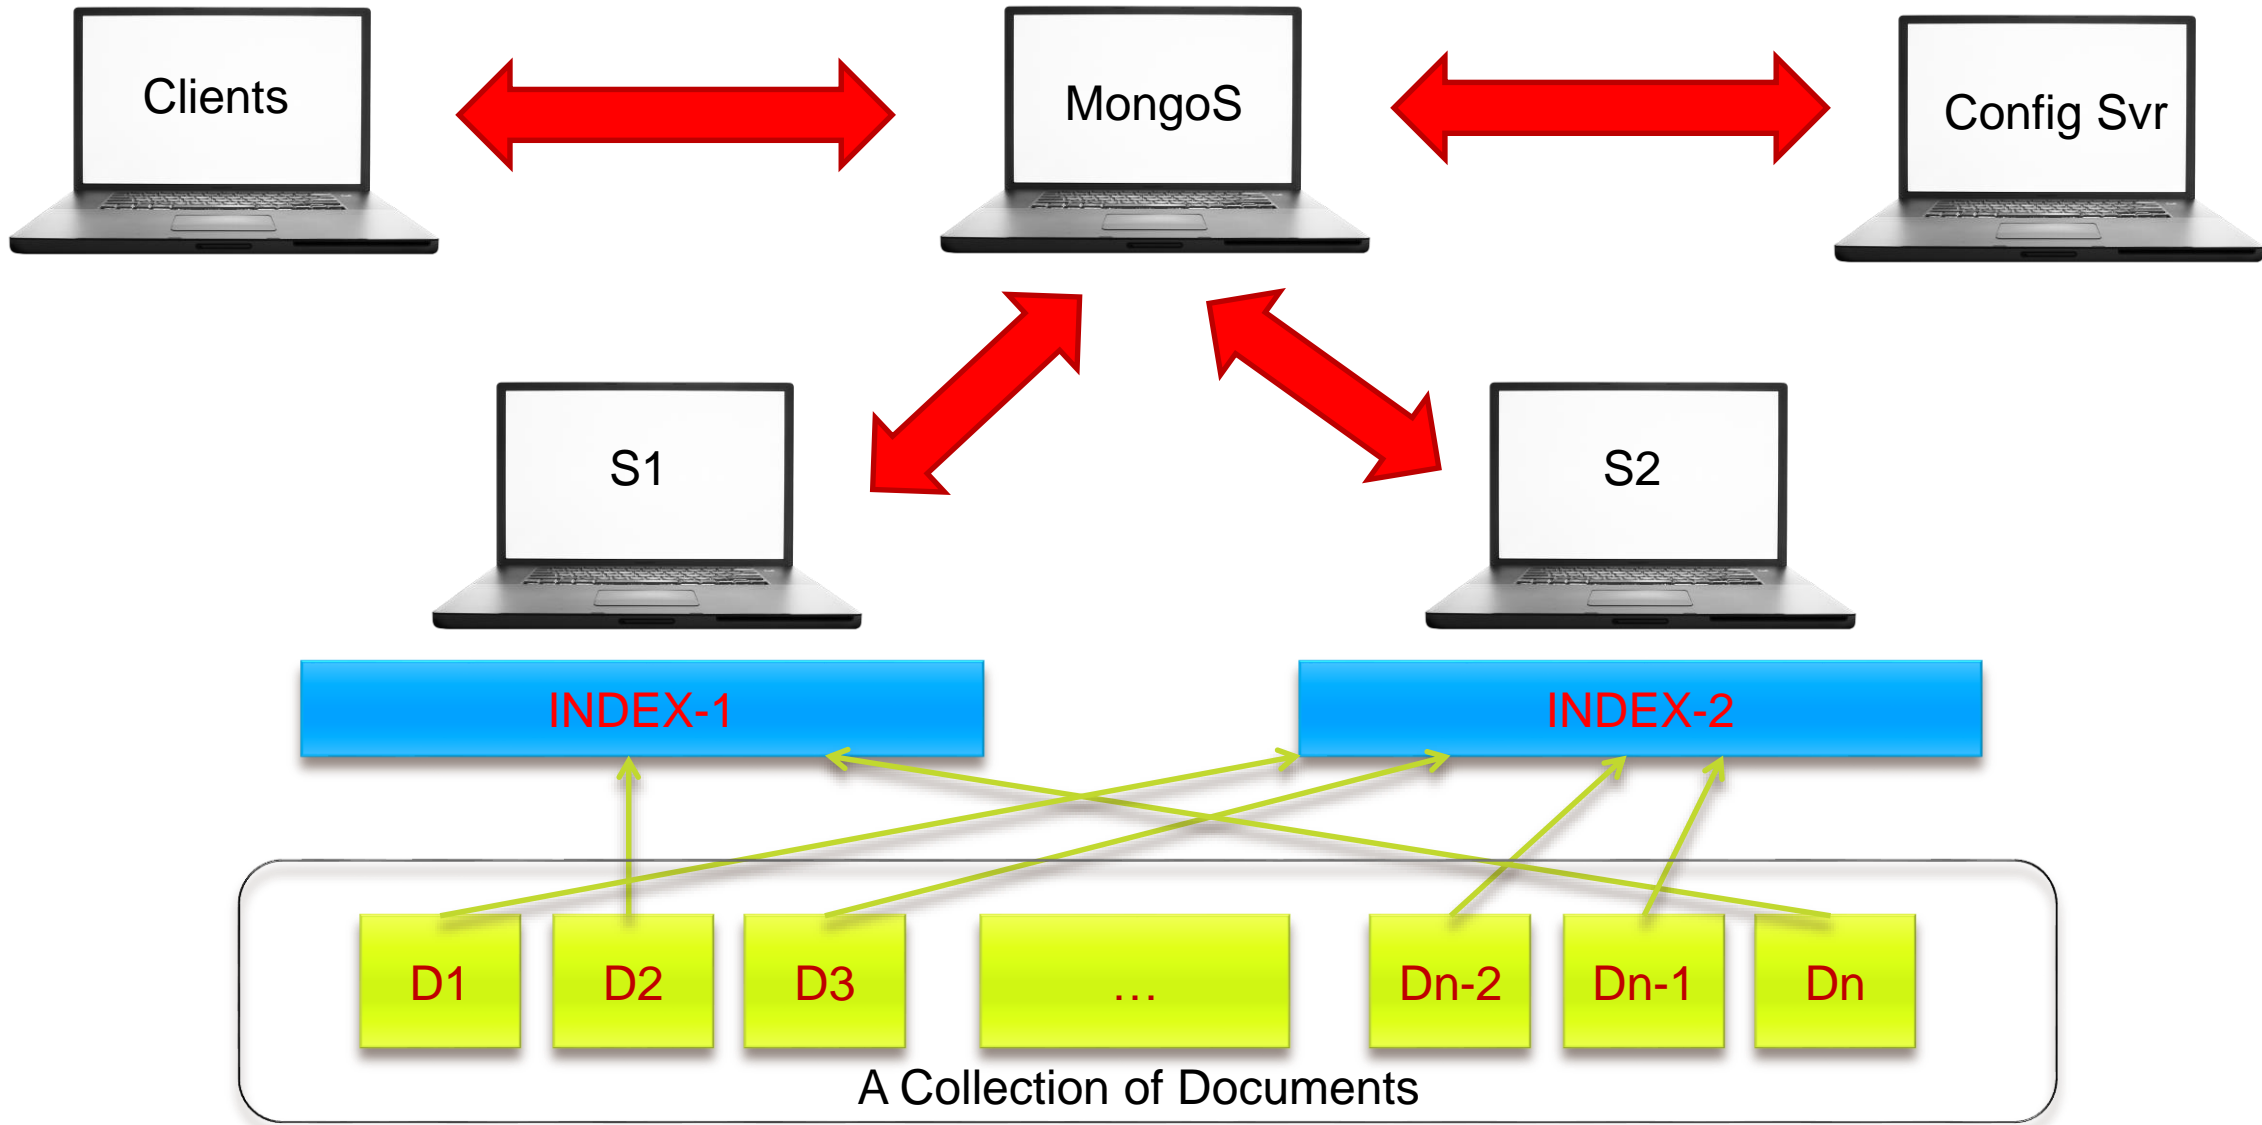 Clients
MongoS
Config Svr
S1
S2
INDEX-1
INDEX-2
D1
D2
D3
...
Dn-2
Dn-1
Dn
A Collection of Documents